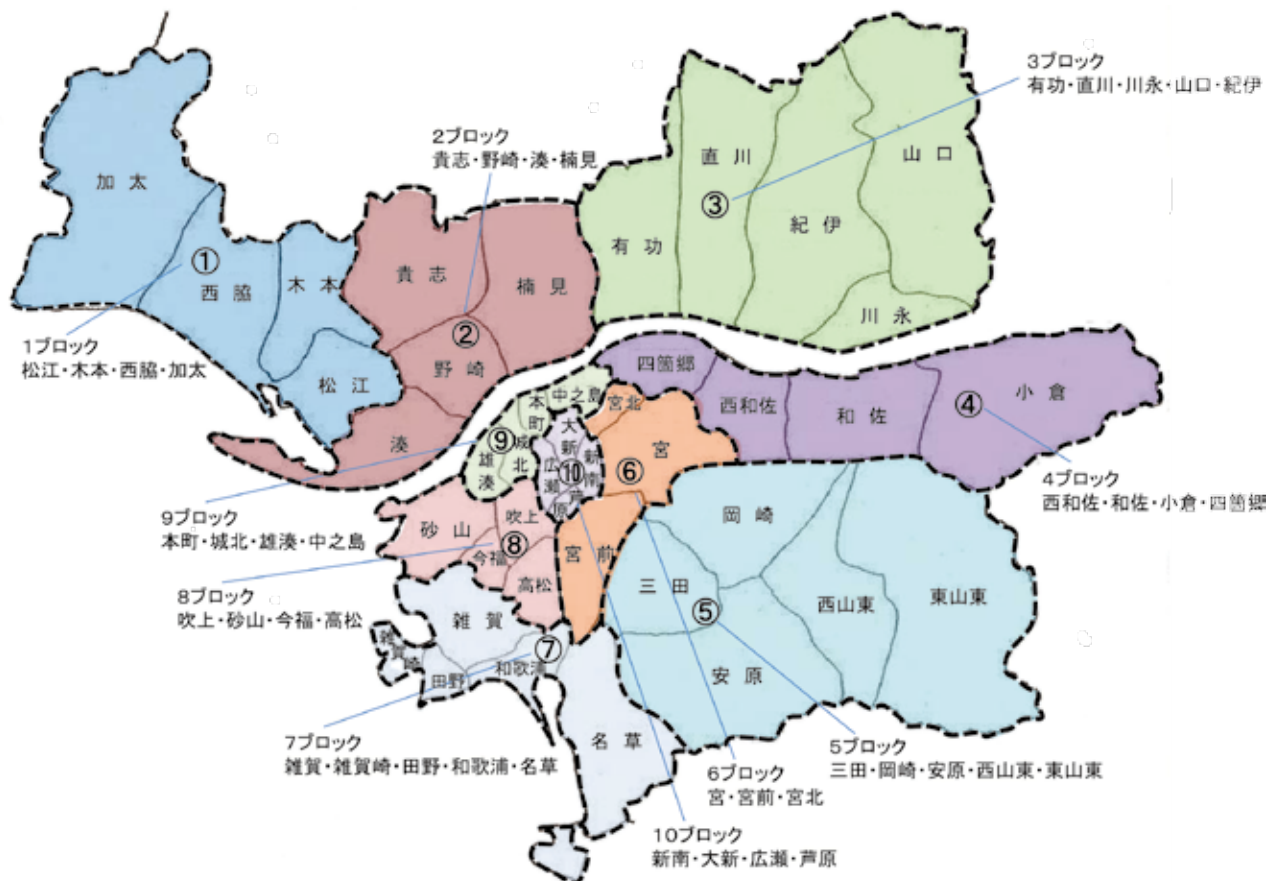 3ブロック
有功・直川・川永・山口・紀伊
2ブロック
貴志・野崎・湊・楠見
加太
直川
山口
③
紀伊
有功
貴志
楠見
①
西脇
木本
川永
②
1ブロック
松江・木本・西脇・加太
野崎
松江
四箇郷
西和佐
和佐
④
小倉
中之島
本町
宮北
大新
⑨
城北
宮
湊
雄湊
広瀬
⑩
新南
⑥
芦原
4ブロック
西和佐・和佐・小倉・四箇郷
9ブロック
本町・城北・雄湊・中之島
岡崎
砂山
吹上
⑧
今福
宮前
高松
三田
8ブロック
吹上・砂山・今福・高松
西山東
東山東
⑤
雑賀
雑賀崎
⑦
和歌浦
田野
安原
名草
7ブロック
雑賀・雑賀崎・田野・和歌浦・名草
5ブロック
三田・岡崎・安原・西山東・東山東
6ブロック
宮・宮前・宮北
10ブロック
新南・大新・広瀬・芦原